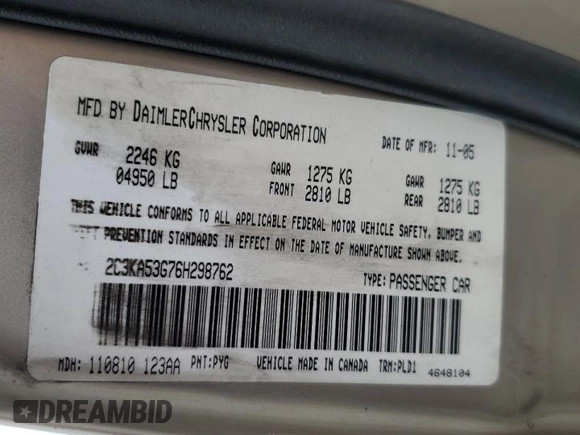 MFD BY DAIMLERCHRYSLER CORPORATION
DATE OF MFR: 11-05
GVWR 2246 KG 04950 LB
GAWR FRONT 1275 KG 2810 LB
GAWR REAR 1275 KG 2810 LB
THIS VEHICLE CONFORMS TO ALL APPLICABLE FEDERAL MOTOR VEHICLE SAFETY, BUMPER AND
PREVENTION STANDARDS IN EFFECT ON THE DATE OF MANUFACTURE SHOWN ABOVE.
2C3KA53G76H298762
TYPE: PASSENGER CAR
MDH: 110810 123AA PNT:PYG VEHICLE MADE IN CANADA TRM:PLD1
4648104
DREAMBID